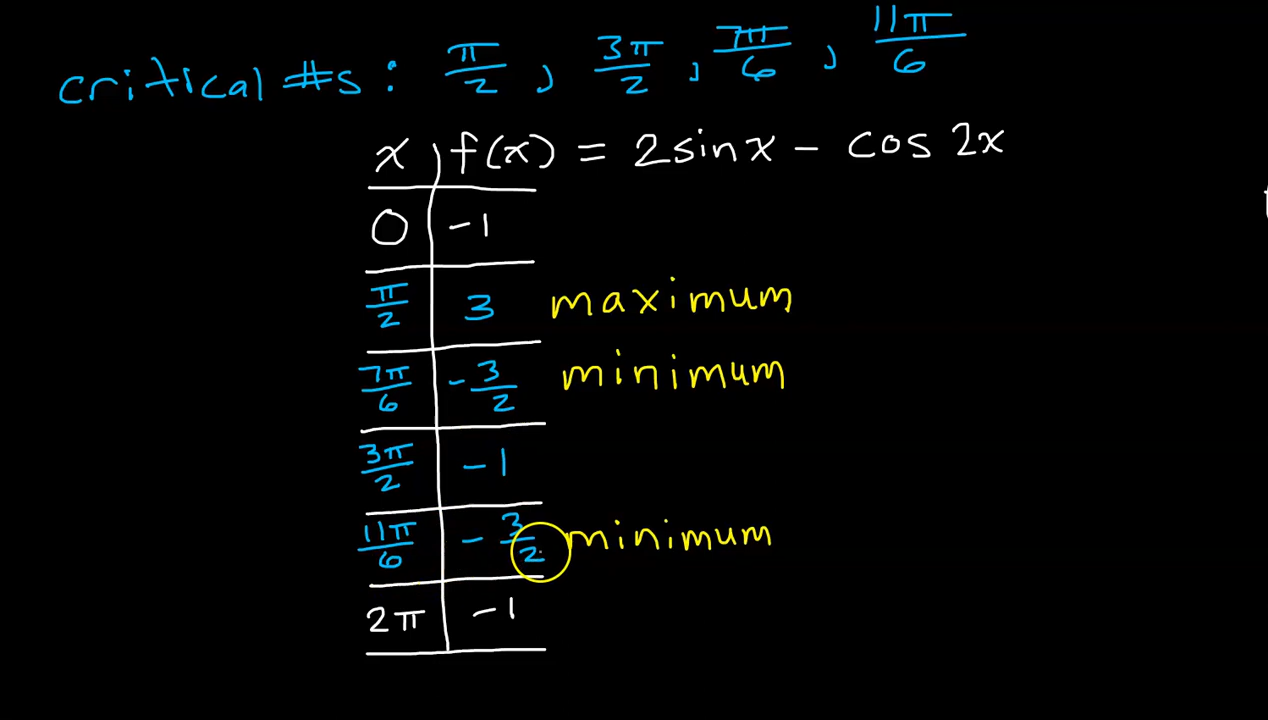 critical #s: π/2, 3π/2, 7π/6, 11π/6
x f(x) = 2sinx - cos 2x
0 -1
π/2 3 maximum
7π/6 -3/2 minimum
3π/2 -1
11π/6 -3/2 minimum
2π -1